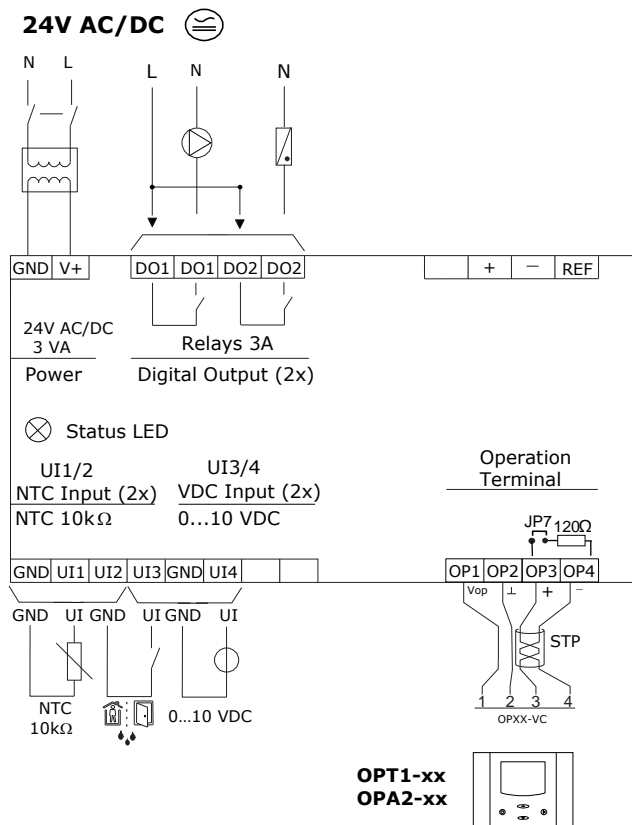 24V AC/DC
N L L N N
GND V+ DO1 DO1 DO2 DO2 + − REF
24V AC/DC
3 VA
Power
Relays 3A
Digital Output (2x)
Status LED
UI1/2
NTC Input (2x)
NTC 10kΩ
UI3/4
VDC Input (2x)
0...10 VDC
Operation
Terminal
JP7 120Ω
GND UI1 UI2 UI3 GND UI4 OP1 OP2 OP3 OP4
Vop ⊥ + −
GND UI GND UI GND UI
STP
NTC
10kΩ
0...10 VDC
1 2 3 4
OPXX-VC
OPT1-xx
OPA2-xx